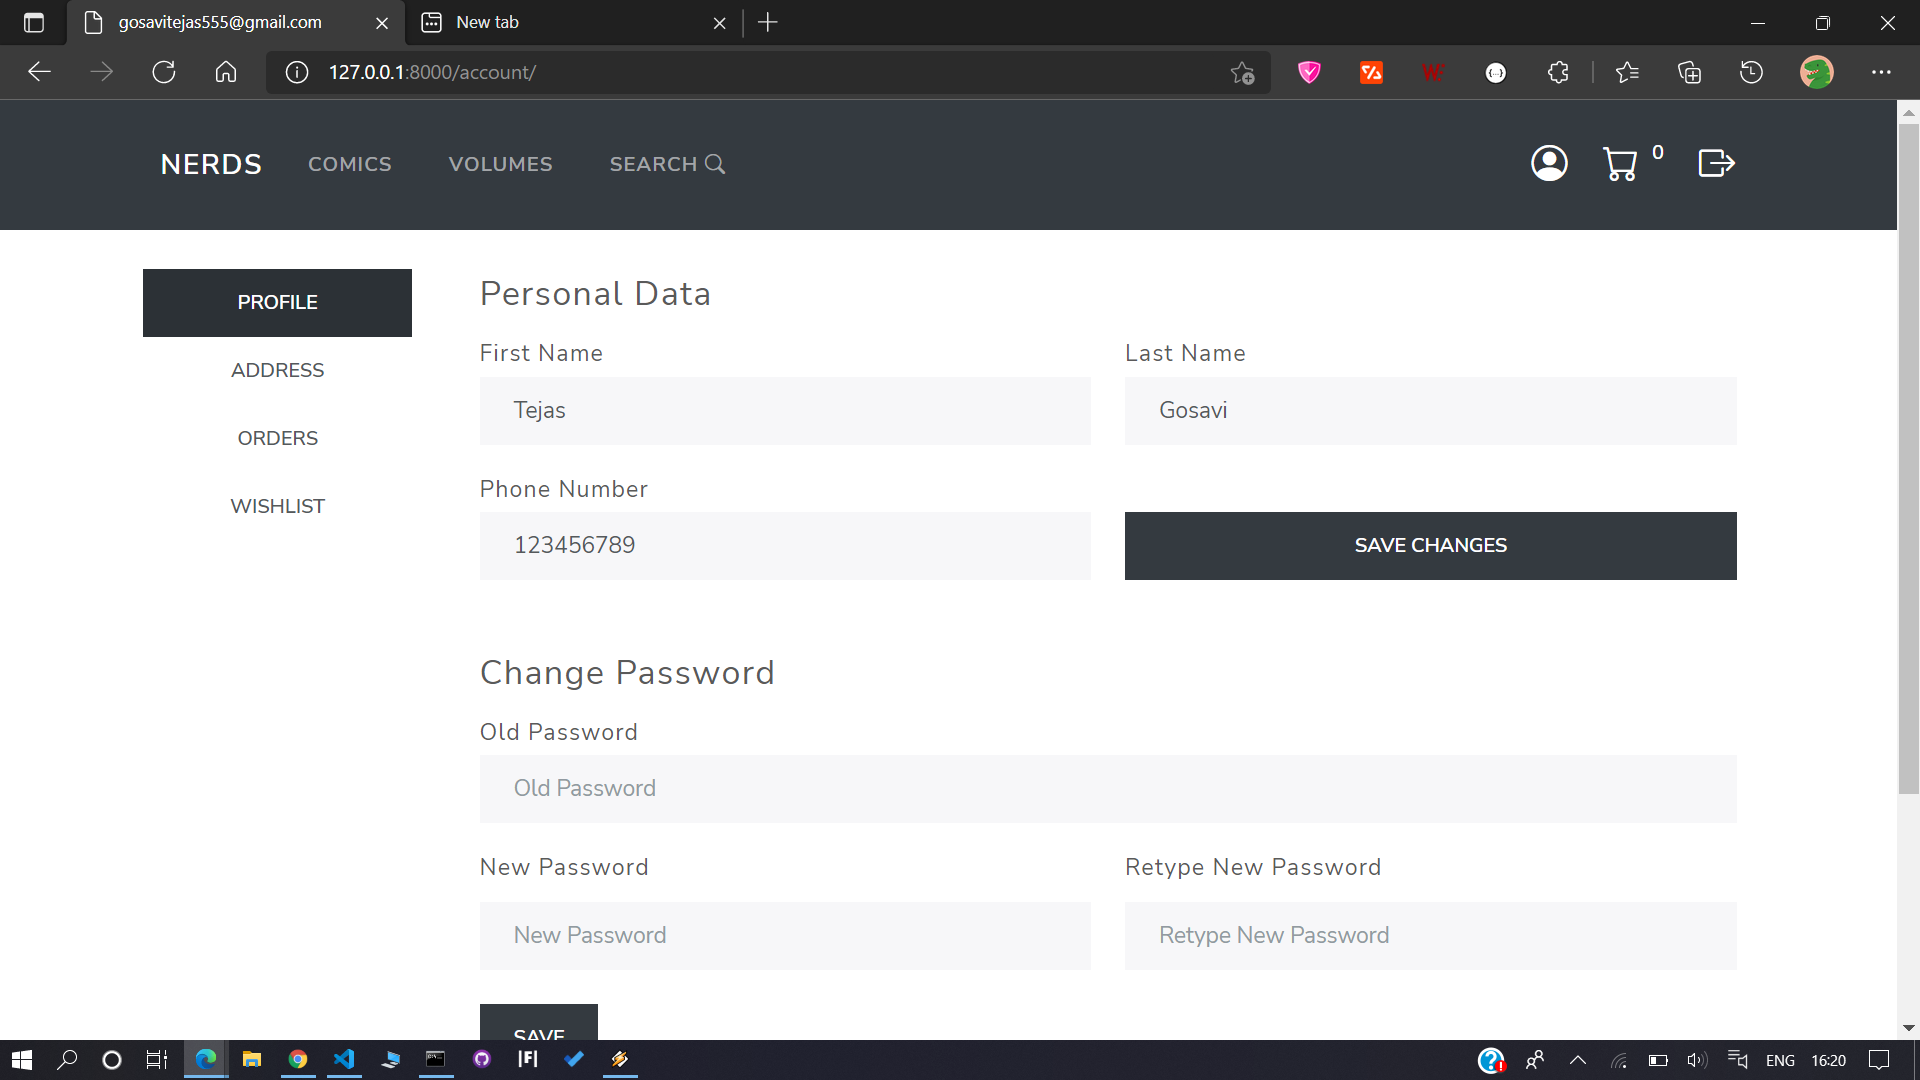 gosavitejas555@gmail.com
New tab
127.0.0.1:8000/account/
NERDS
COMICS
VOLUMES
SEARCH
0
PROFILE
ADDRESS
ORDERS
WISHLIST
Personal Data
First Name
Last Name
Tejas
Gosavi
Phone Number
123456789
SAVE CHANGES
Change Password
Old Password
Old Password
New Password
Retype New Password
New Password
Retype New Password
SAVE
|F|
ENG
16:20